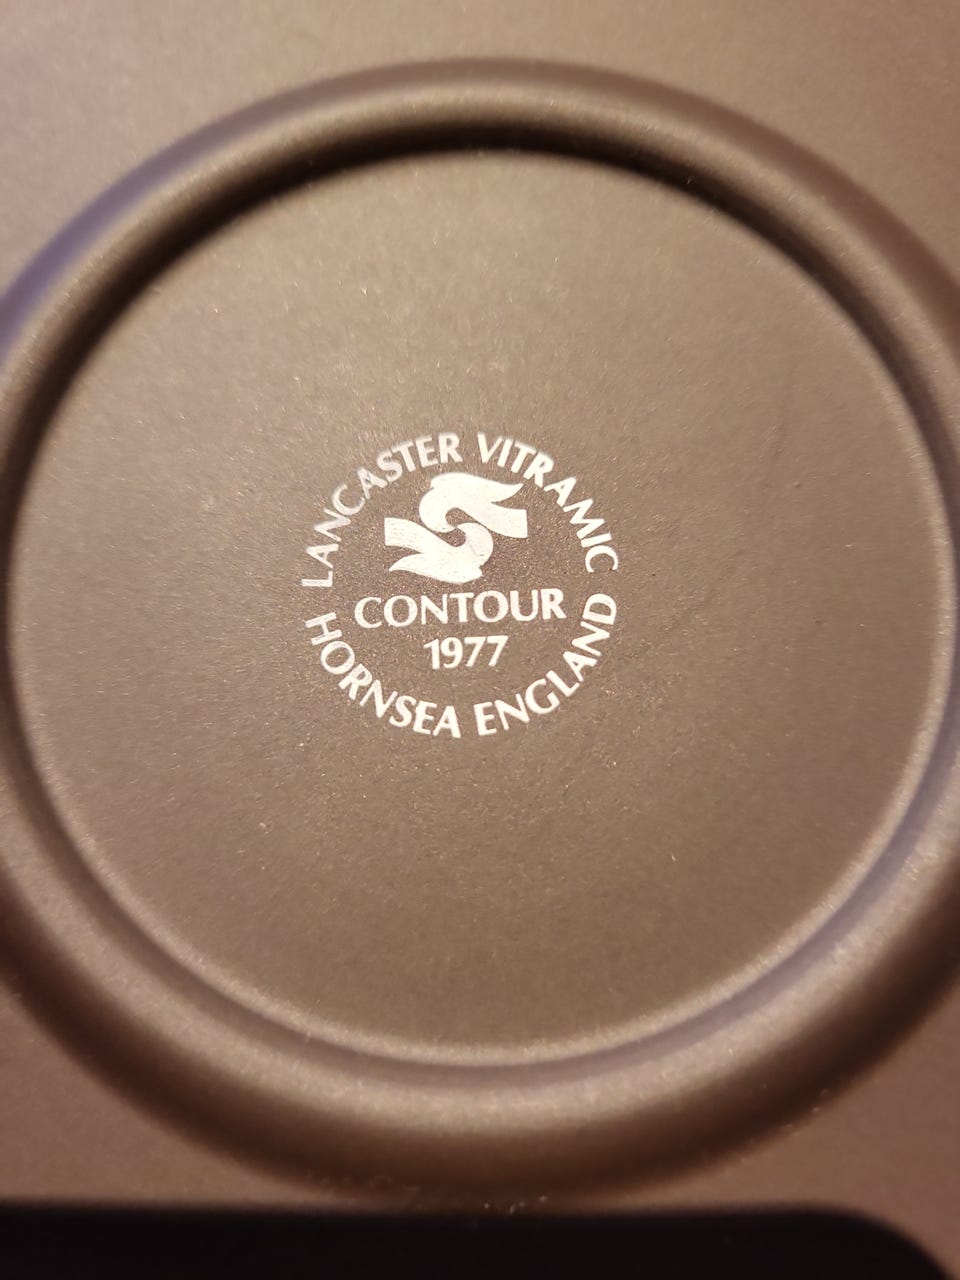 LANCASTER VITRAMIC
CONTOUR
1977
HORNSEA ENGLAND